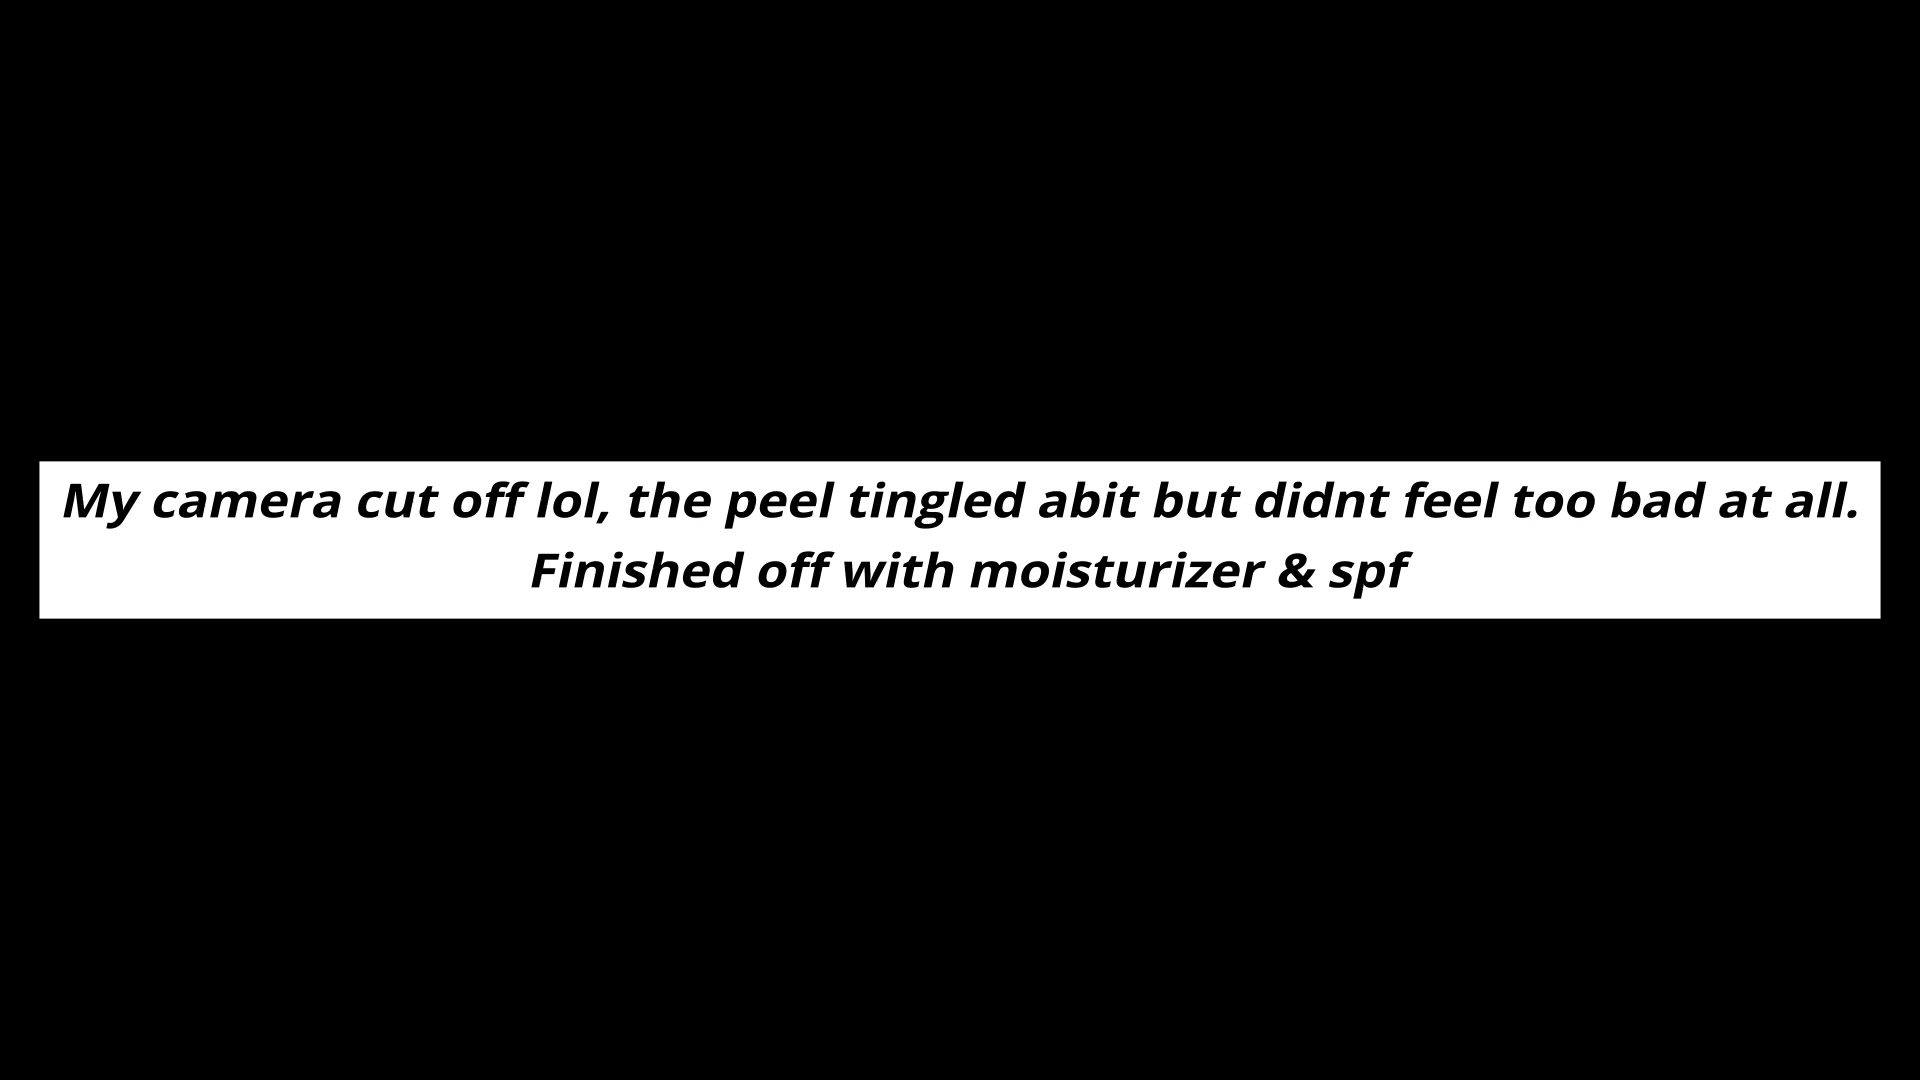 My camera cut off lol, the peel tingled abit but didnt feel too bad at all.
Finished off with moisturizer & spf